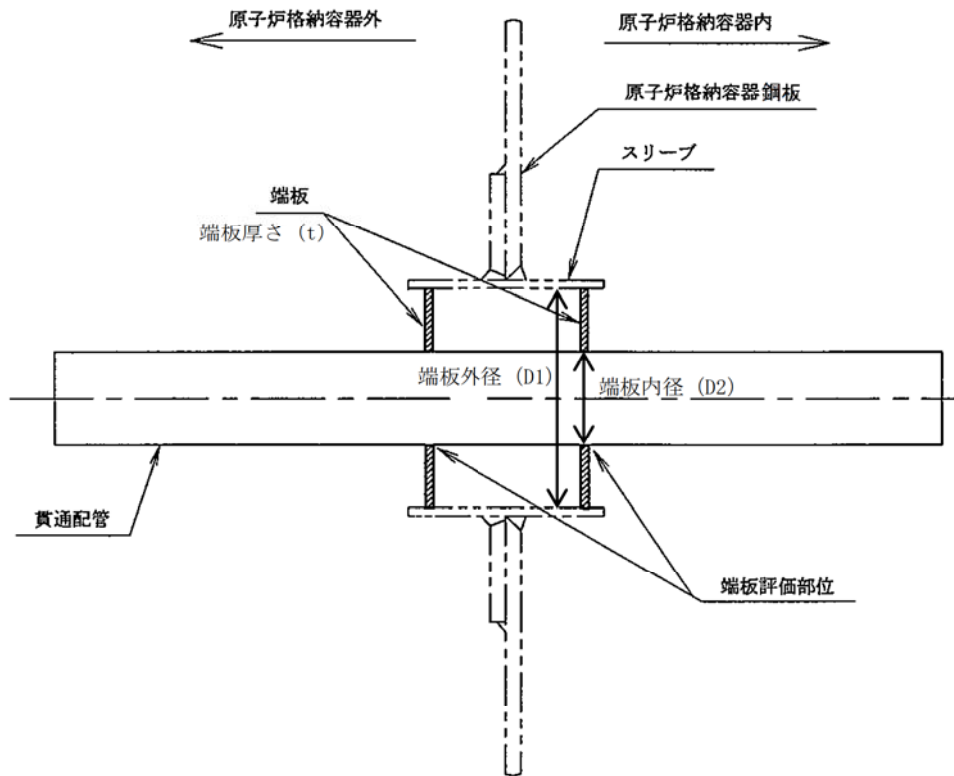 原子炉格納容器外
原子炉格納容器内
原子炉格納容器鋼板
スリーブ
端板
端板厚さ (t)
端板外径 (D1)
端板内径 (D2)
貫通配管
端板評価部位